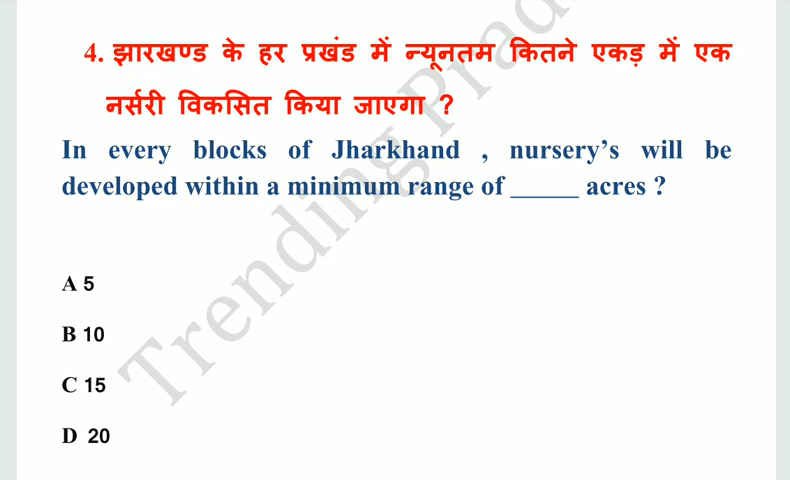 4. झारखण्ड के हर प्रखंड में न्यूनतम कितने एकड़ में एक
नर्सरी विकसित किया जाएगा ?
In every blocks of Jharkhand , nursery’s will be
developed within a minimum range of _____ acres ?
A 5
B 10
C 15
D 20
Trending Prad